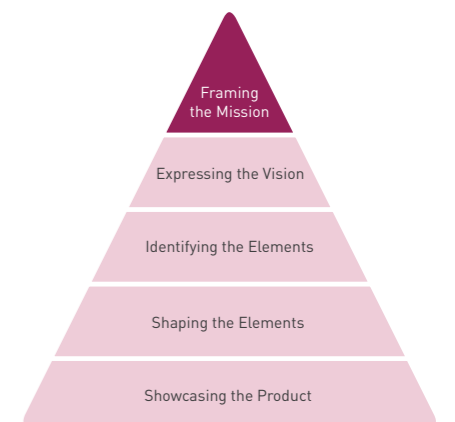 Framing
the Mission
Expressing the Vision
Identifying the Elements
Shaping the Elements
Showcasing the Product